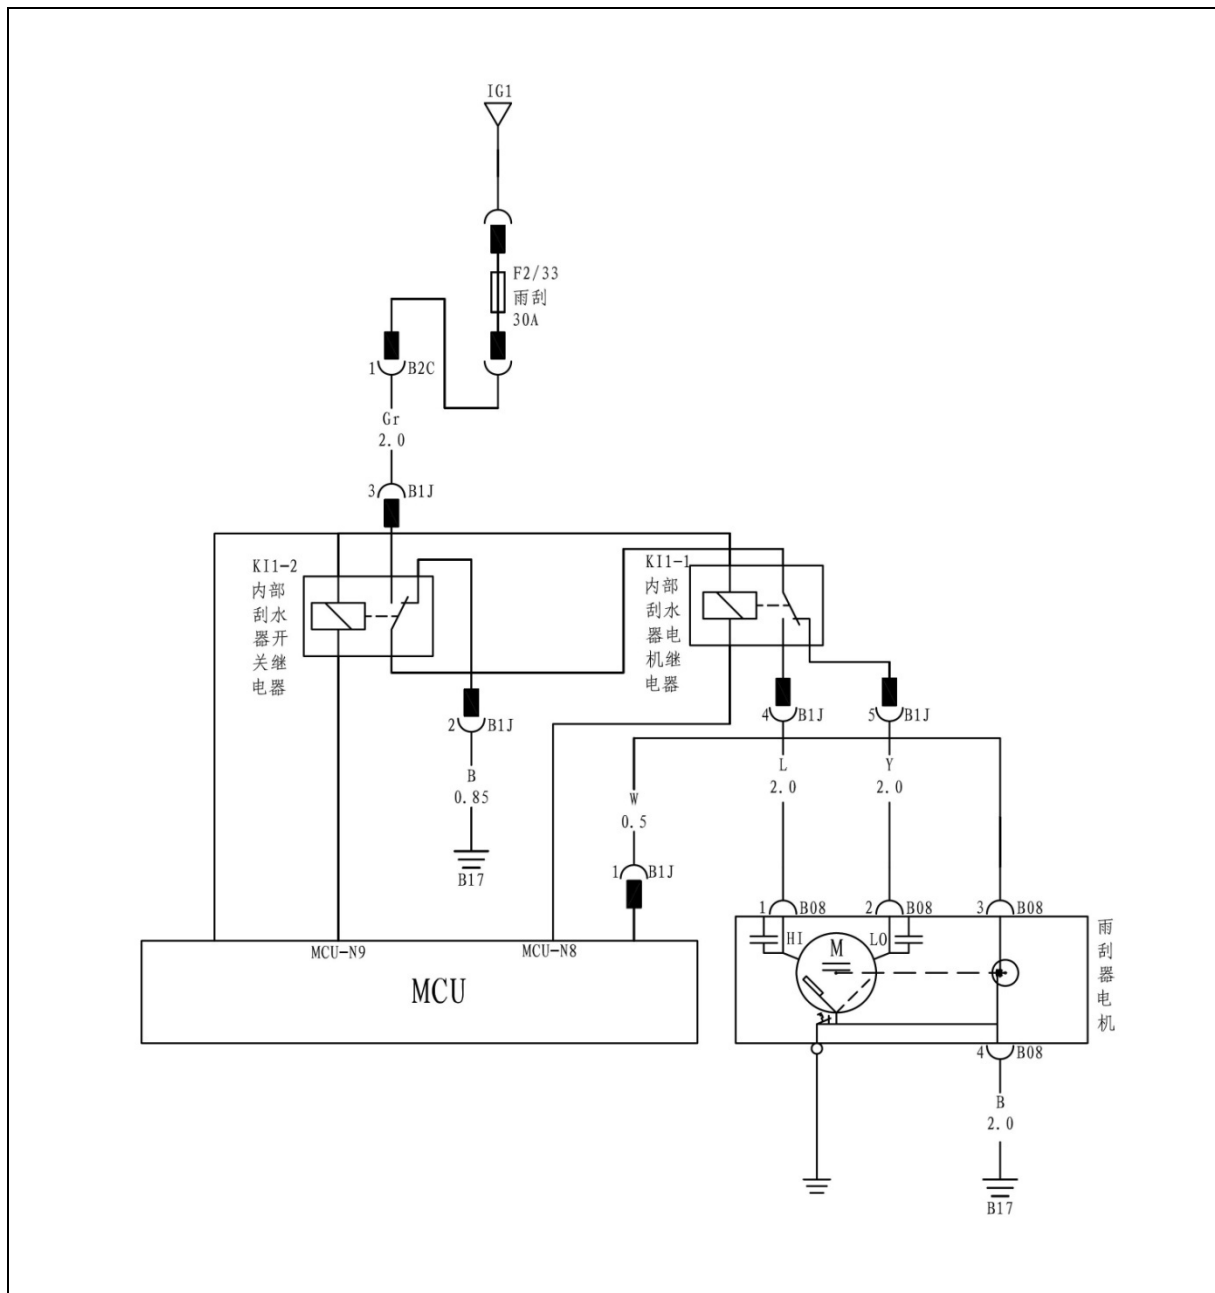 IG1
F2/33
雨刮
30A
1 B2C
Gr
2.0
3 B1J
KI1-2
内部
刮水
器开
关继
电器
KI1-1
内部
刮水
器电
机继
电器
2 B1J
4 B1J
5 B1J
B
0.85
B17
W
0.5
1 B1J
L
2.0
Y
2.0
1 B08
2 B08
3 B08
HI
M
LO
雨
刮
器
电
机
MCU-N9
MCU-N8
MCU
4 B08
B
2.0
B17